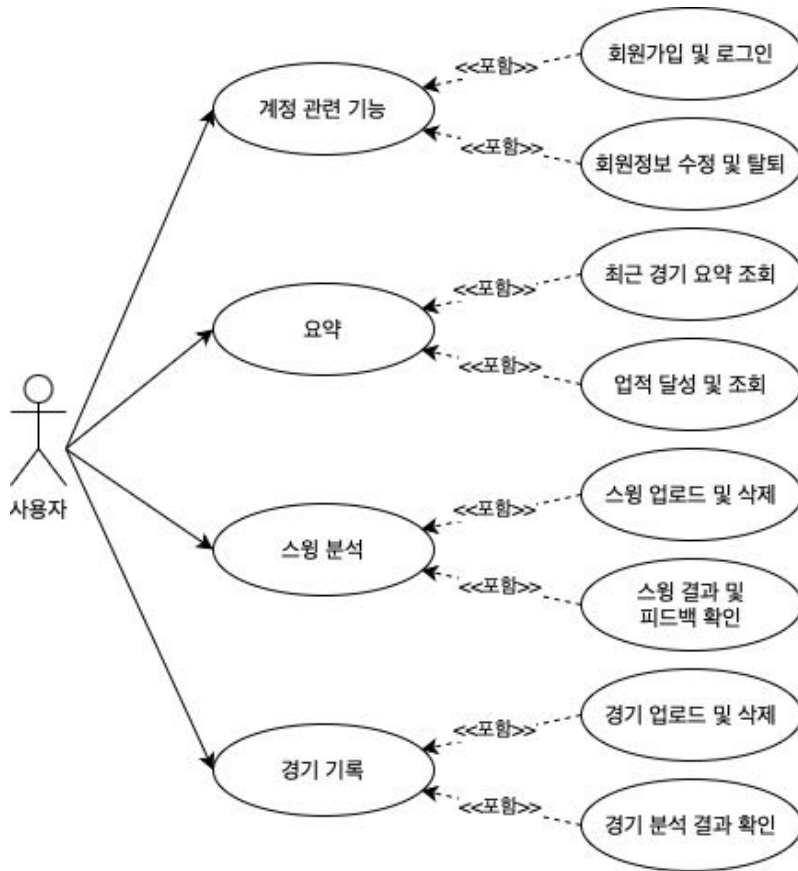 회원가입 및 로그인
<<포함>>
계정 관련 기능
<<포함>>
회원정보 수정 및 탈퇴
최근 경기 요약 조회
<<포함>>
요약
<<포함>>
업적 달성 및 조회
사용자
스윙 업로드 및 삭제
<<포함>>
스윙 분석
<<포함>>
스윙 결과 및
피드백 확인
경기 업로드 및 삭제
<<포함>>
경기 기록
<<포함>>
경기 분석 결과 확인